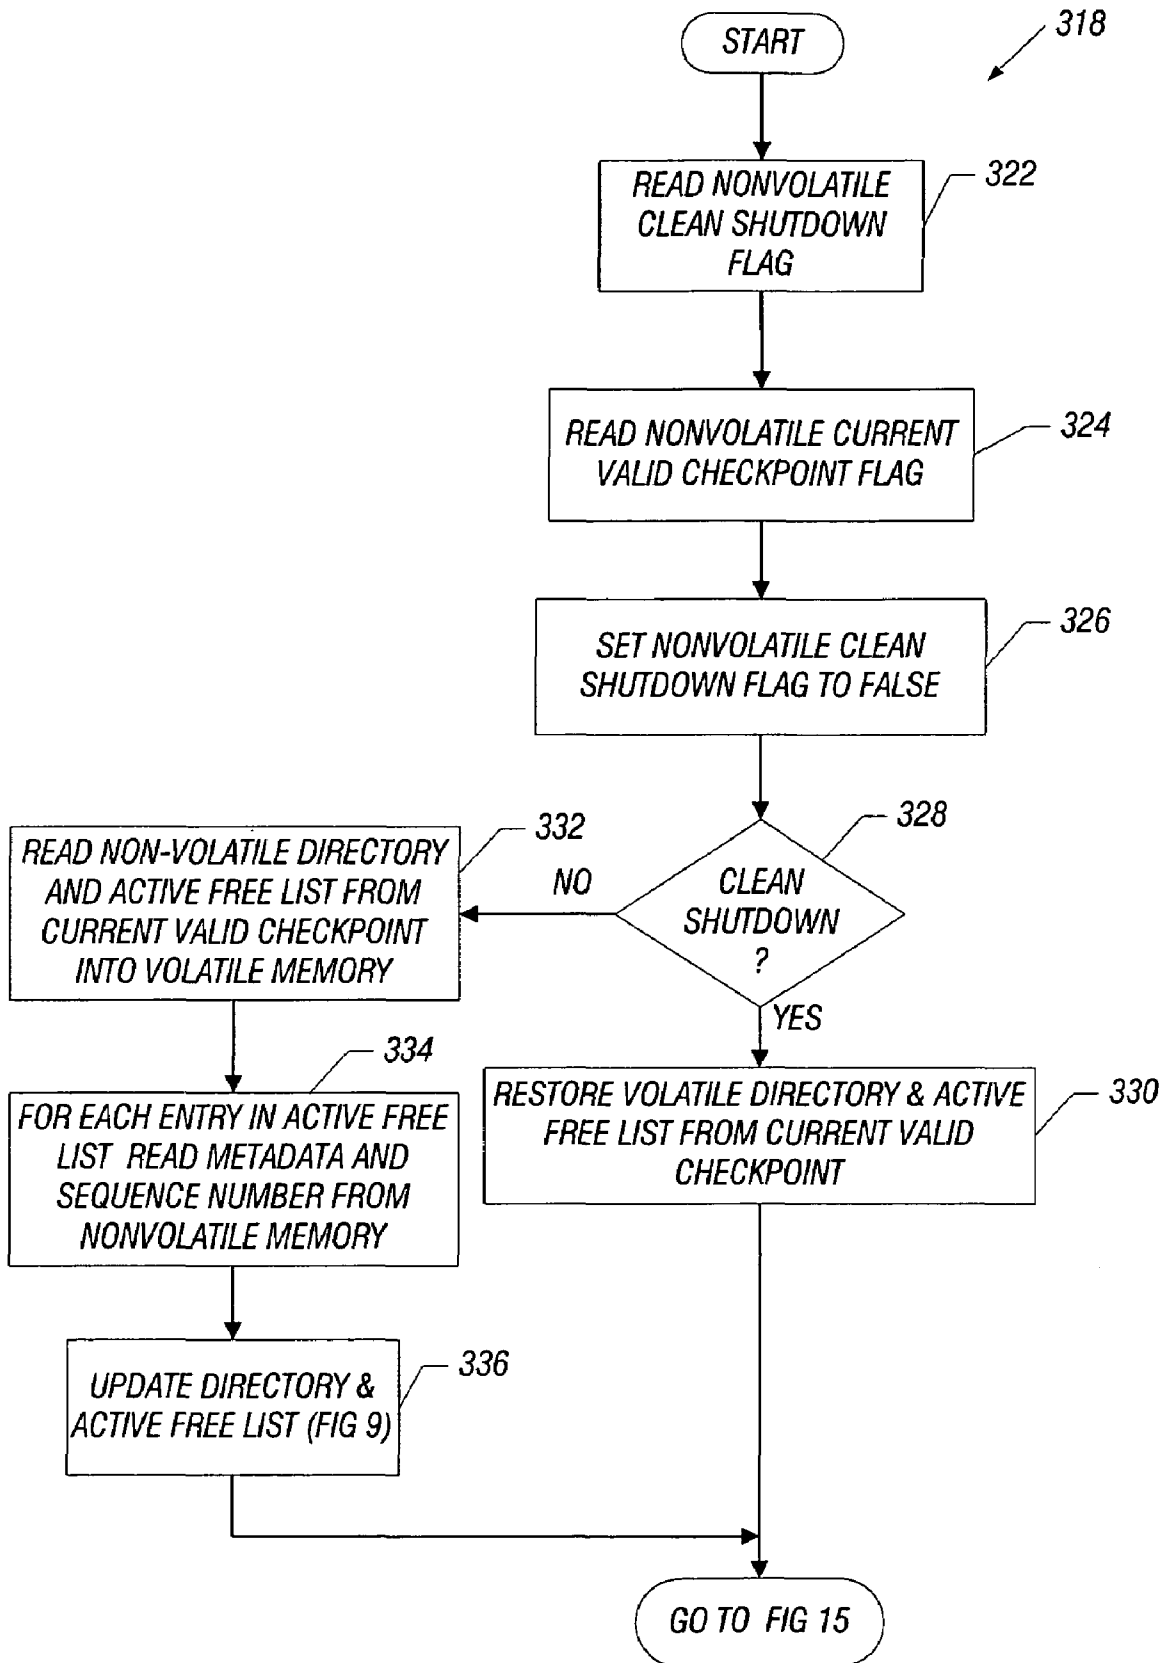 START
318
READ NONVOLATILE
CLEAN SHUTDOWN
FLAG
322
READ NONVOLATILE CURRENT
VALID CHECKPOINT FLAG
324
SET NONVOLATILE CLEAN
SHUTDOWN FLAG TO FALSE
326
CLEAN
SHUTDOWN
?
328
NO
YES
READ NON-VOLATILE DIRECTORY
AND ACTIVE FREE LIST FROM
CURRENT VALID CHECKPOINT
INTO VOLATILE MEMORY
332
FOR EACH ENTRY IN ACTIVE FREE
LIST READ METADATA AND
SEQUENCE NUMBER FROM
NONVOLATILE MEMORY
334
RESTORE VOLATILE DIRECTORY & ACTIVE
FREE LIST FROM CURRENT VALID
CHECKPOINT
330
UPDATE DIRECTORY &
ACTIVE FREE LIST (FIG 9)
336
GO TO FIG 15